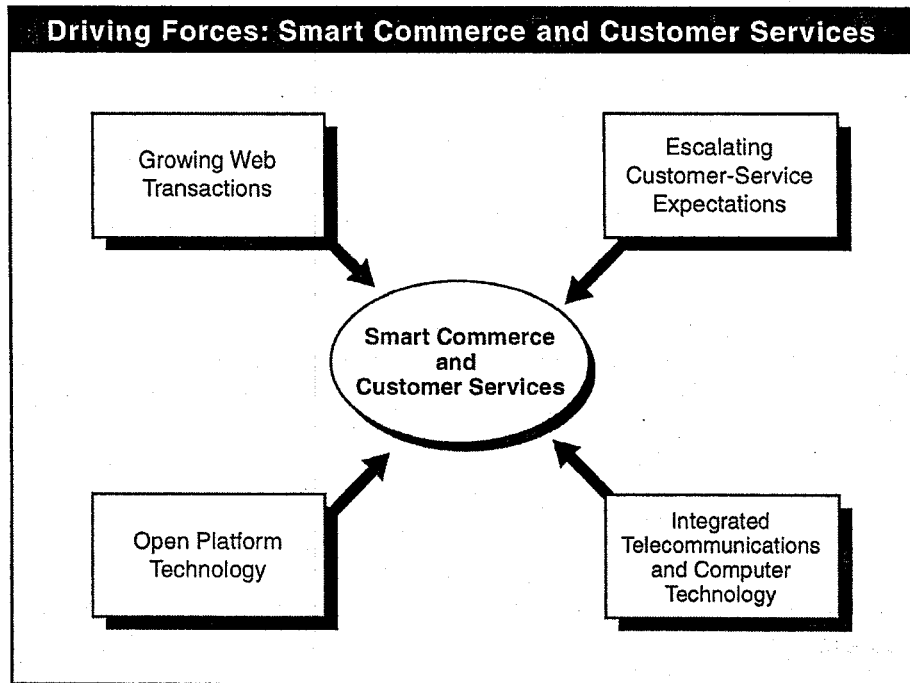 Driving Forces: Smart Commerce and Customer Services
Growing Web
Transactions
Escalating
Customer-Service
Expectations
Smart Commerce
and
Customer Services
Open Platform
Technology
Integrated
Telecommunications
and Computer
Technology